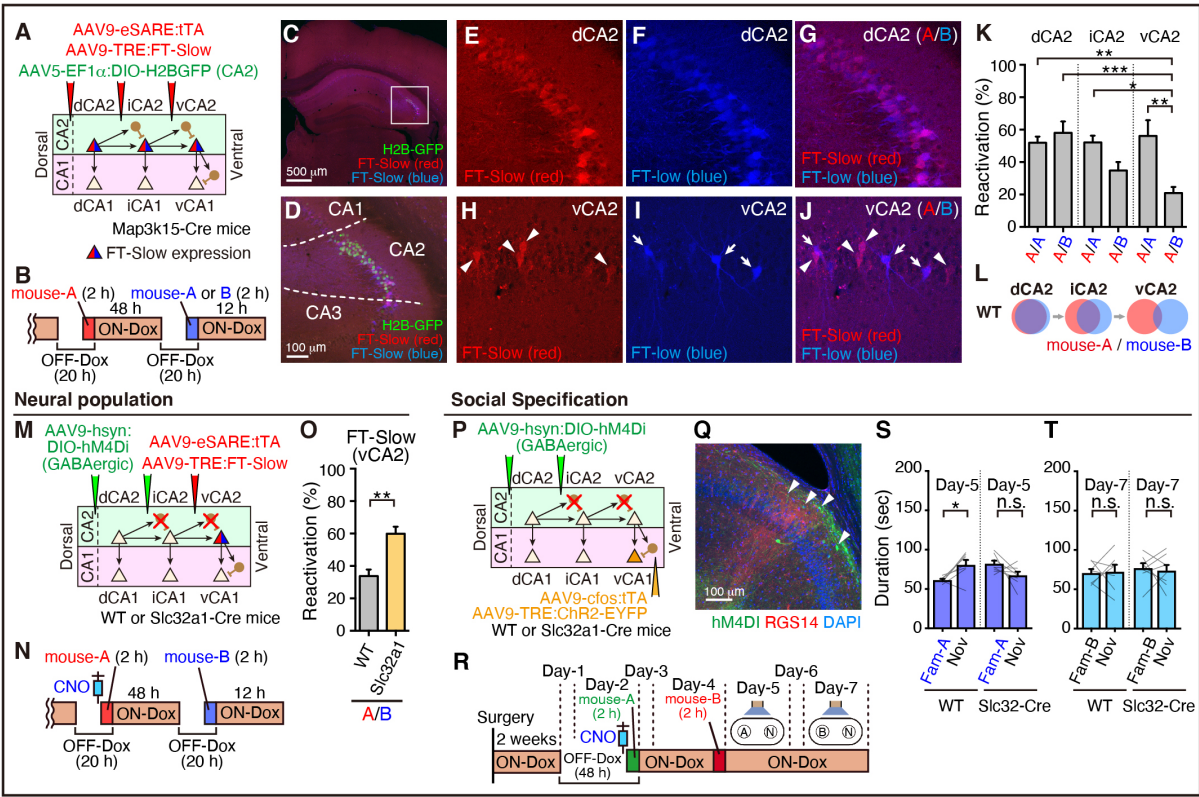 A
AAV9-eSARE:tTA
AAV9-TRE:FT-Slow
AAV5-EF1α:DIO-H2BGFP (CA2)
dCA2 iCA2 vCA2
Dorsal
CA2
CA1
Ventral
dCA1 iCA1 vCA1
Map3k15-Cre mice
FT-Slow expression
B
mouse-A (2 h) mouse-A or B (2 h)
48 h 12 h
ON-Dox ON-Dox
OFF-Dox OFF-Dox
(20 h) (20 h)
C
H2B-GFP
FT-Slow (red)
FT-Slow (blue)
500 μm
D
CA1
CA2
CA3
H2B-GFP
FT-Slow (red)
FT-Slow (blue)
100 μm
E dCA2
FT-Slow (red)
F dCA2
FT-low (blue)
G dCA2 (A/B)
FT-Slow (red)
FT-low (blue)
H vCA2
FT-Slow (red)
I vCA2
FT-low (blue)
J vCA2 (A/B)
FT-Slow (red)
FT-low (blue)
K
dCA2 iCA2 vCA2
**
***
*
**
Reactivation (%)
100
80
60
40
20
0
A/A A/B A/A A/B A/A A/B
L
dCA2 iCA2 vCA2
WT
mouse-A / mouse-B
Neural population
M
AAV9-hsyn:
DIO-hM4Di
(GABAergic)
AAV9-eSARE:tTA
AAV9-TRE:FT-Slow
dCA2 iCA2 vCA2
Dorsal
CA2
CA1
Ventral
dCA1 iCA1 vCA1
WT or Slc32a1-Cre mice
N
mouse-A (2 h) mouse-B (2 h)
CNO
48 h 12 h
ON-Dox ON-Dox
OFF-Dox OFF-Dox
(20 h) (20 h)
O
FT-Slow
(vCA2)
**
Reactivation (%)
100
80
60
40
20
0
WT Slc32a1
A/B
Social Specification
P
AAV9-hsyn:DIO-hM4Di
(GABAergic)
dCA2 iCA2 vCA2
Dorsal
CA2
CA1
Ventral
dCA1 iCA1 vCA1
AAV9-cfos:tTA
AAV9-TRE:ChR2-EYFP
WT or Slc32a1-Cre mice
Q
100 μm
hM4DI RGS14 DAPI
R
Day-1 Day-3 Day-6
Day-2 Day-4 Day-5 Day-7
mouse-A
(2 h)
mouse-B
(2 h)
Surgery
2 weeks
CNO
A N B N
ON-Dox OFF-Dox ON-Dox ON-Dox
(48 h)
S
Day-5 Day-5
* n.s.
Duration (sec)
200
150
100
50
0
Fam-A Nov Fam-A Nov
WT Slc32-Cre
T
Day-7 Day-7
n.s. n.s.
200
150
100
50
0
Fam-B Nov Fam-B Nov
WT Slc32-Cre